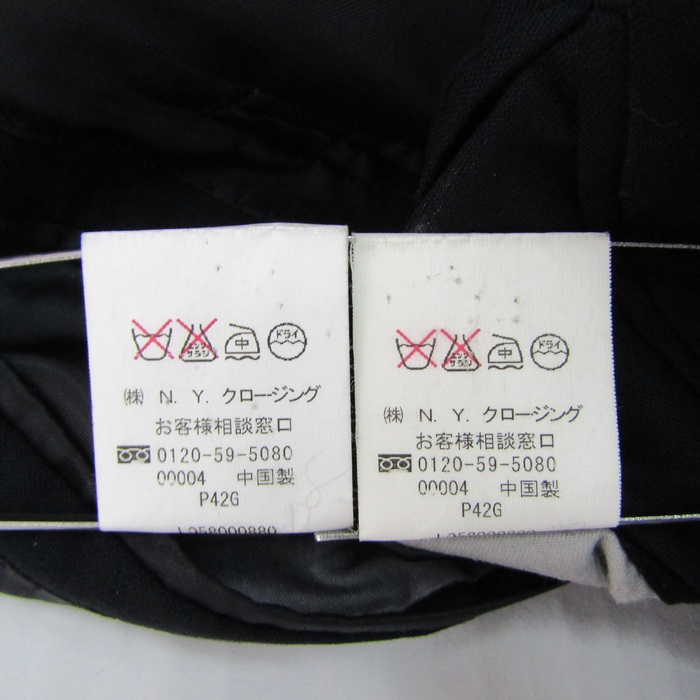 エンソサラシ 中 ドライ
㈱ N. Y. クロージング
お客様相談窓口
0120-59-5080
00004 中国製
P42G
エンソサラシ 中 ドライ
㈱ N. Y. クロージング
お客様相談窓口
0120-59-5080
00004 中国製
P42G